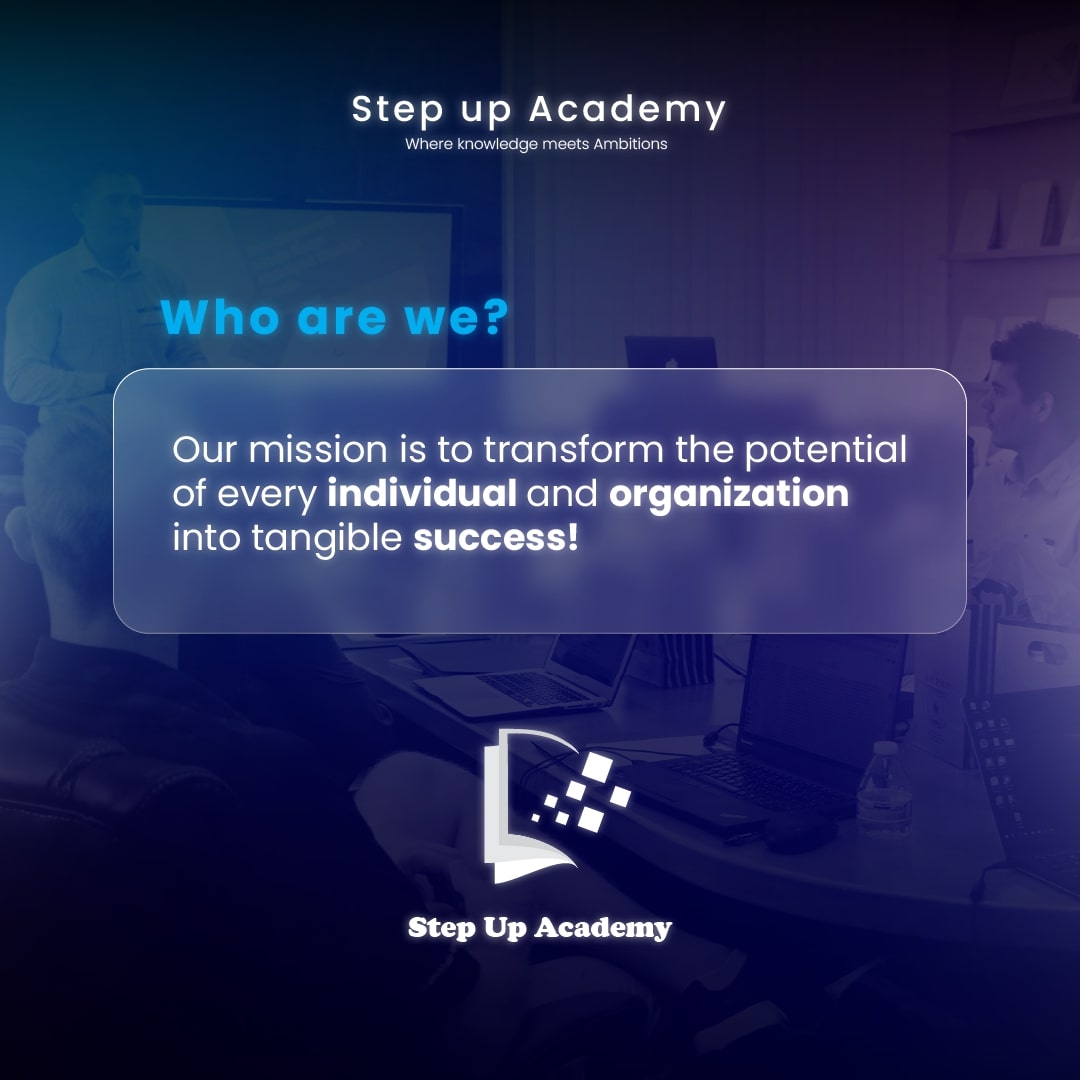 Step up Academy
Where knowledge meets Ambitions
Who are we?
Our mission is to transform the potential
of every individual and organization
into tangible success!
Step Up Academy